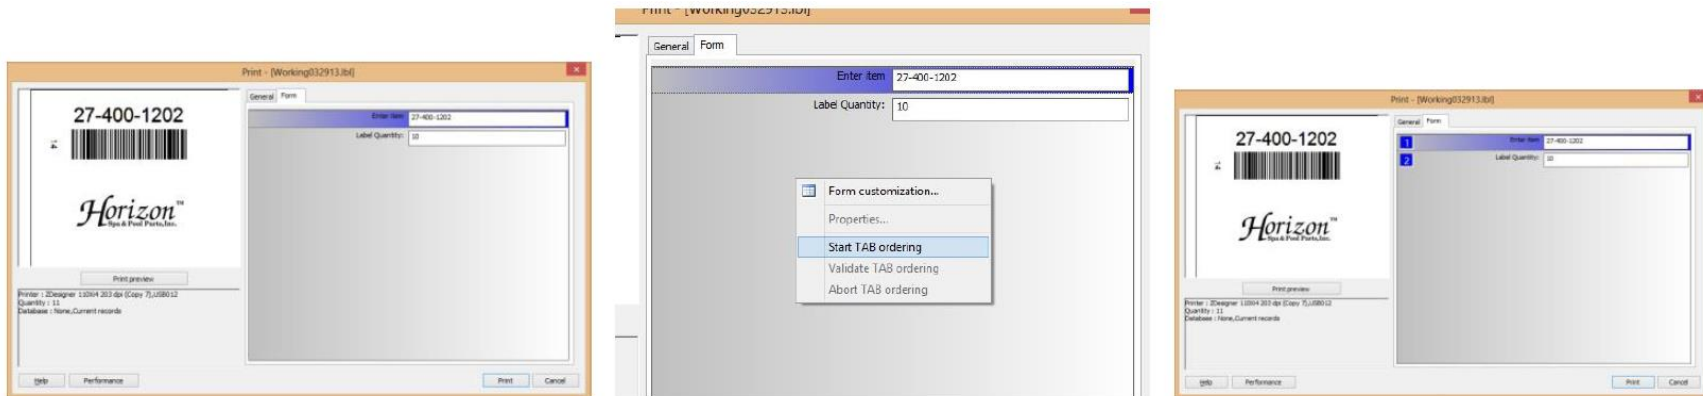 Print - [Working032913.lbl]
General Form
27-400-1202
14
Horizon™
Spa & Pool Parts, Inc.
Enter item 27-400-1202
Label Quantity: 10
Print preview
Printer : ZDesigner 110Xi4 203 dpi (Copy 7),USB012
Quantity : 11
Database : None,Current records
Help Performance Print Cancel
Print - [Working032913.lbl]
General Form
Enter item 27-400-1202
Label Quantity: 10
Form customization...
Properties...
Start TAB ordering
Validate TAB ordering
Abort TAB ordering
Print - [Working032913.lbl]
General Form
27-400-1202
14
Horizon™
Spa & Pool Parts, Inc.
1 Enter item 27-400-1202
2 Label Quantity: 10
Print preview
Printer : ZDesigner 110Xi4 203 dpi (Copy 7),USB012
Quantity : 11
Database : None,Current records
Help Performance Print Cancel